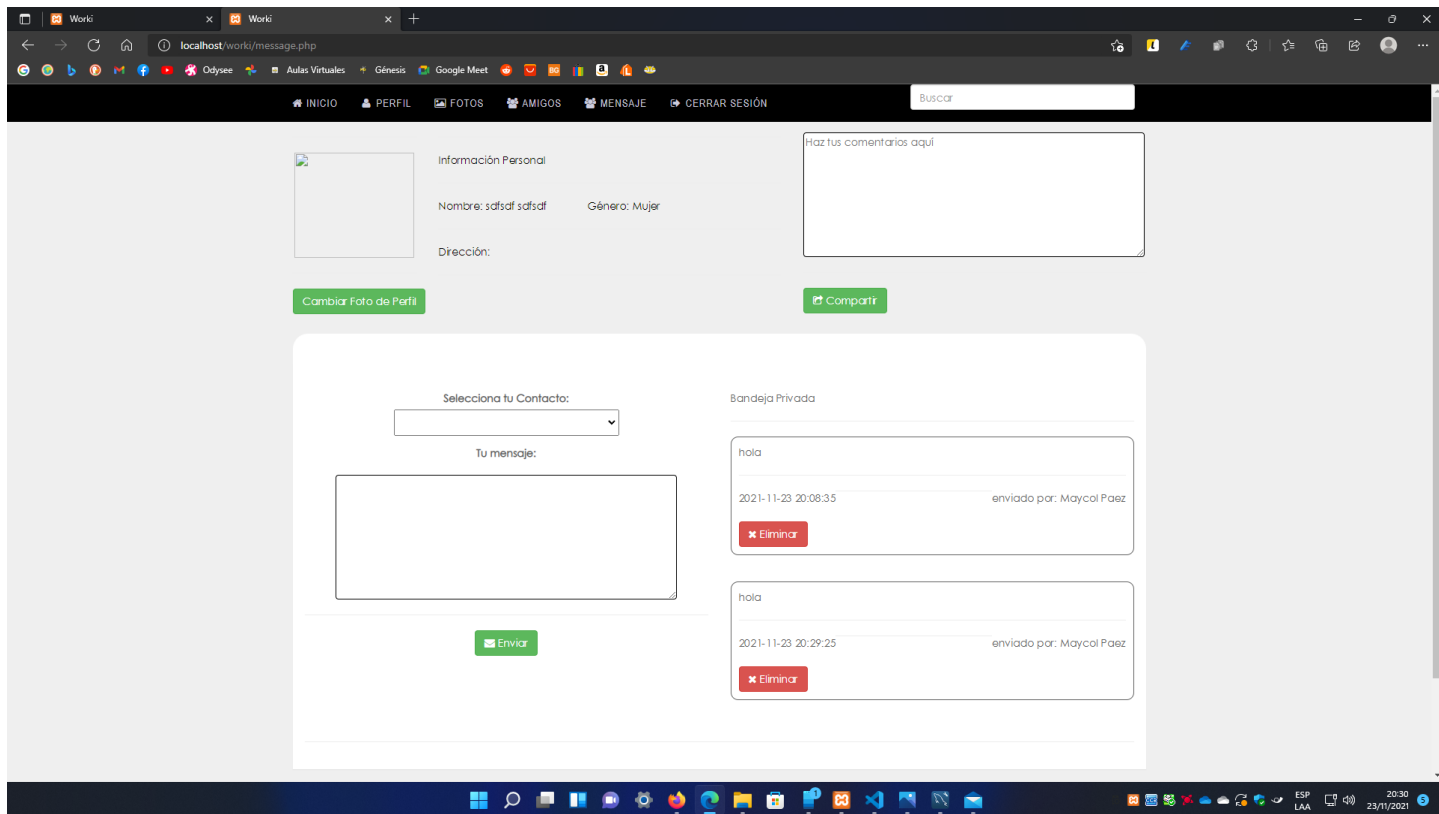 Worki
Worki
localhost/worki/message.php
Odysee
Aulas Virtuales
Génesis
Google Meet
INICIO
PERFIL
FOTOS
AMIGOS
MENSAJE
CERRAR SESIÓN
Buscar
Información Personal
Nombre: sdfsdf sdfsdf
Género: Mujer
Dirección:
Cambiar Foto de Perfil
Haz tus comentarios aquí
Compartir
Selecciona tu Contacto:
Tu mensaje:
Enviar
Bandeja Privada
hola
2021-11-23 20:08:35
enviado por: Maycol Paez
Eliminar
hola
2021-11-23 20:29:25
enviado por: Maycol Paez
Eliminar
ESP
LAA
20:30
23/11/2021
5